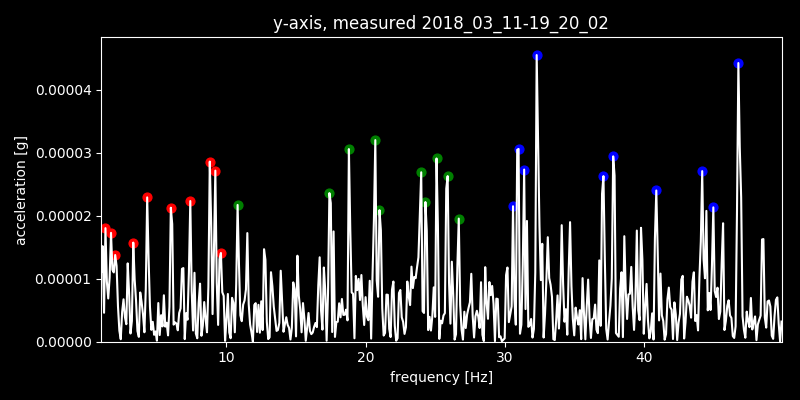 y-axis, measured 2018_03_11-19_20_02
acceleration [g]
0.00004
0.00003
0.00002
0.00001
0.00000
10 20 30 40
frequency [Hz]